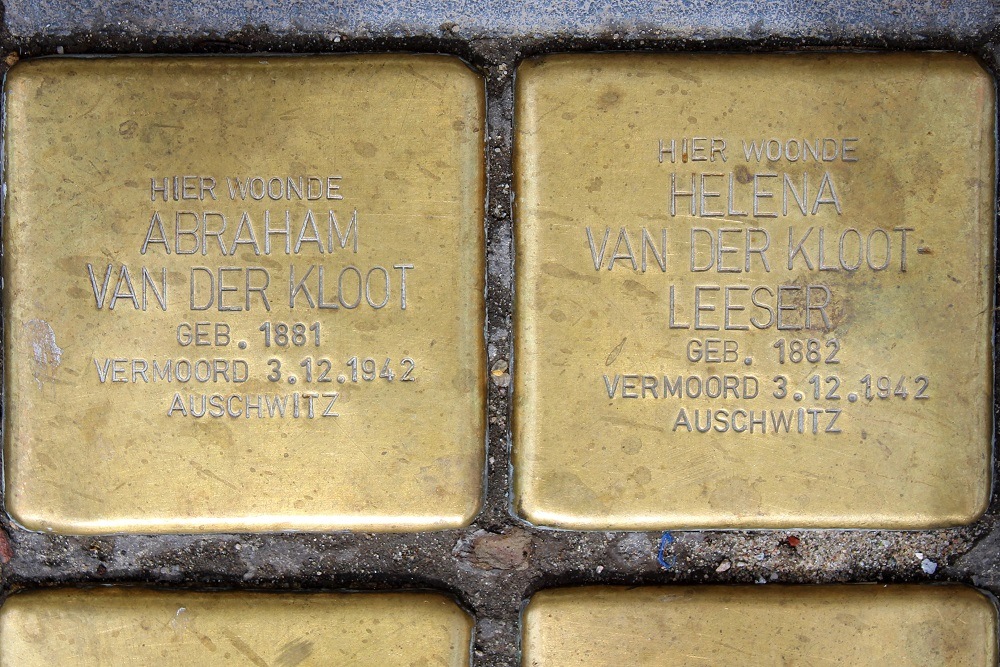 HIER WOONDE
ABRAHAM
VAN DER KLOOT
GEB. 1881
VERMOORD 3.12.1942
AUSCHWITZ
HIER WOONDE
HELENA
VAN DER KLOOT-
LEESER
GEB. 1882
VERMOORD 3.12.1942
AUSCHWITZ